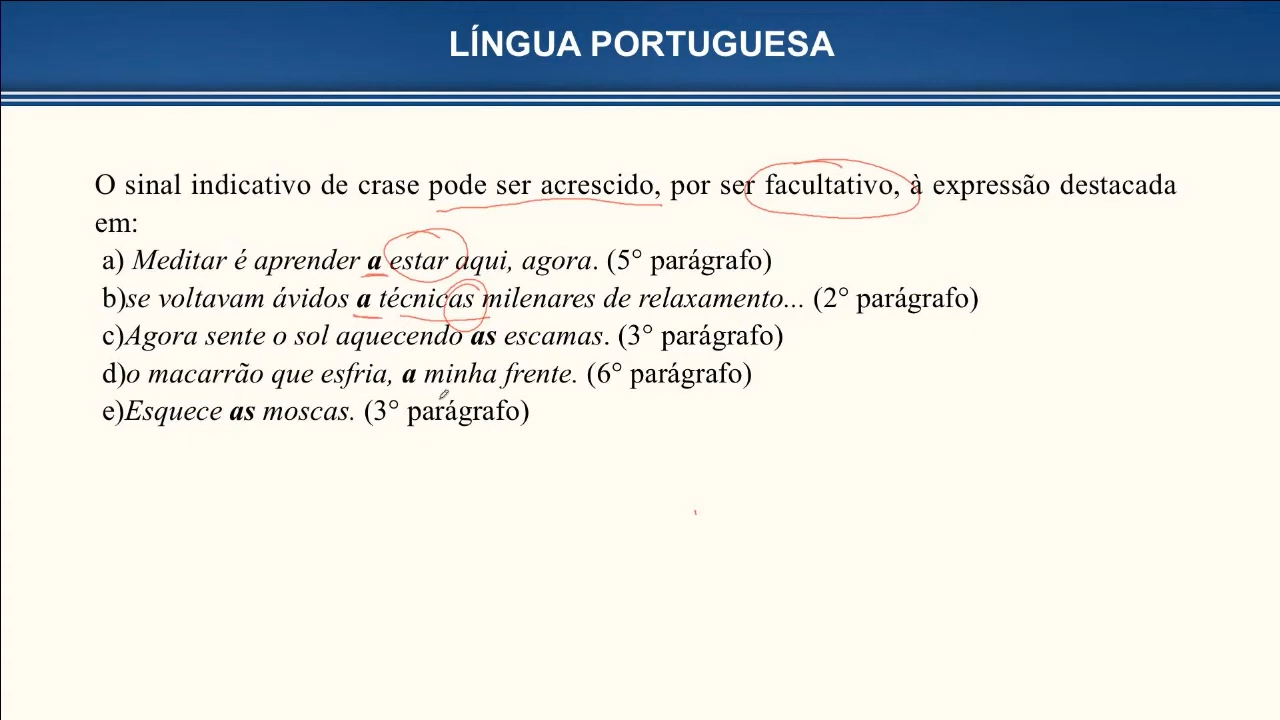 LÍNGUA PORTUGUESA
O sinal indicativo de crase pode ser acrescido, por ser facultativo, à expressão destacada
em:
a) Meditar é aprender a estar aqui, agora. (5° parágrafo)
b)se voltavam ávidos a técnicas milenares de relaxamento... (2° parágrafo)
c)Agora sente o sol aquecendo as escamas. (3° parágrafo)
d)o macarrão que esfria, a minha frente. (6° parágrafo)
e)Esquece as moscas. (3° parágrafo)